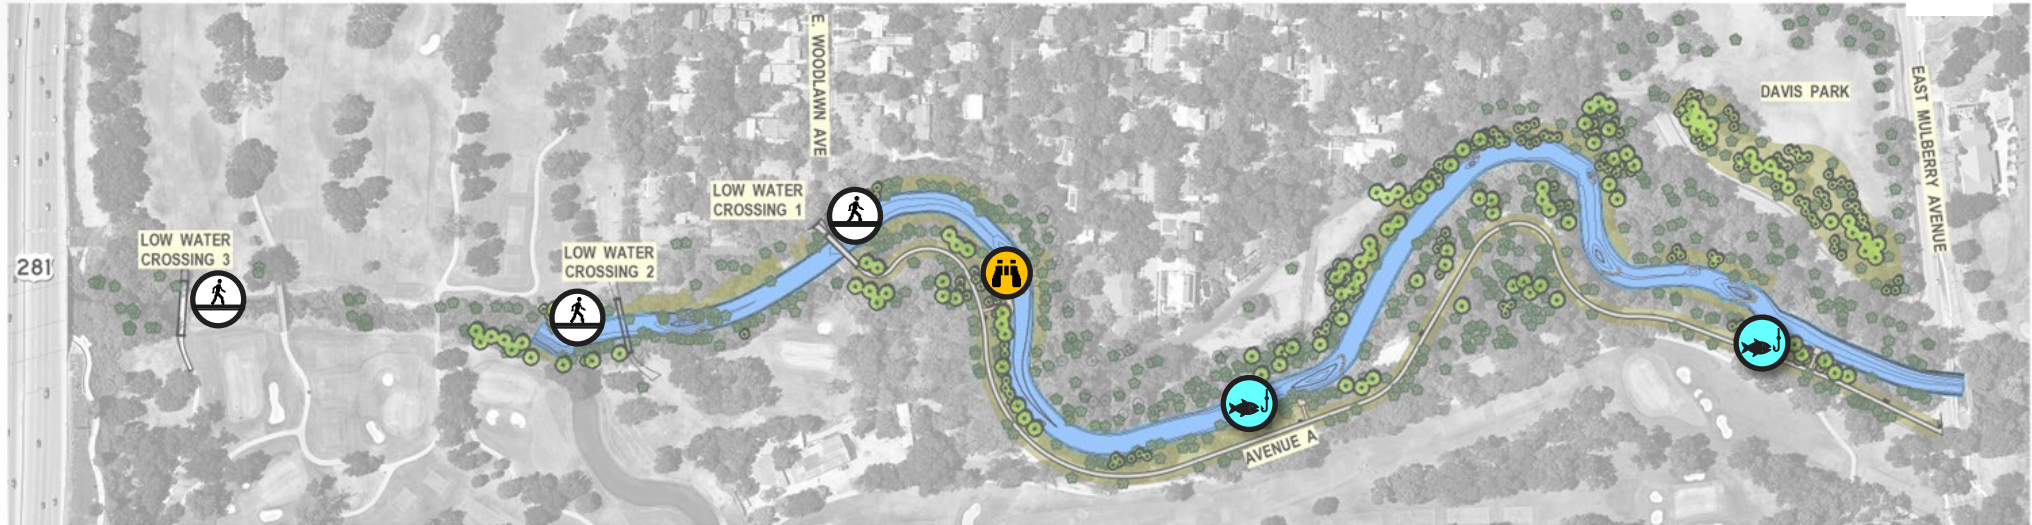 281
LOW WATER
CROSSING 3
LOW WATER
CROSSING 2
LOW WATER
CROSSING 1
E. WOODLAWN AVE
AVENUE A
DAVIS PARK
EAST MULBERRY AVENUE